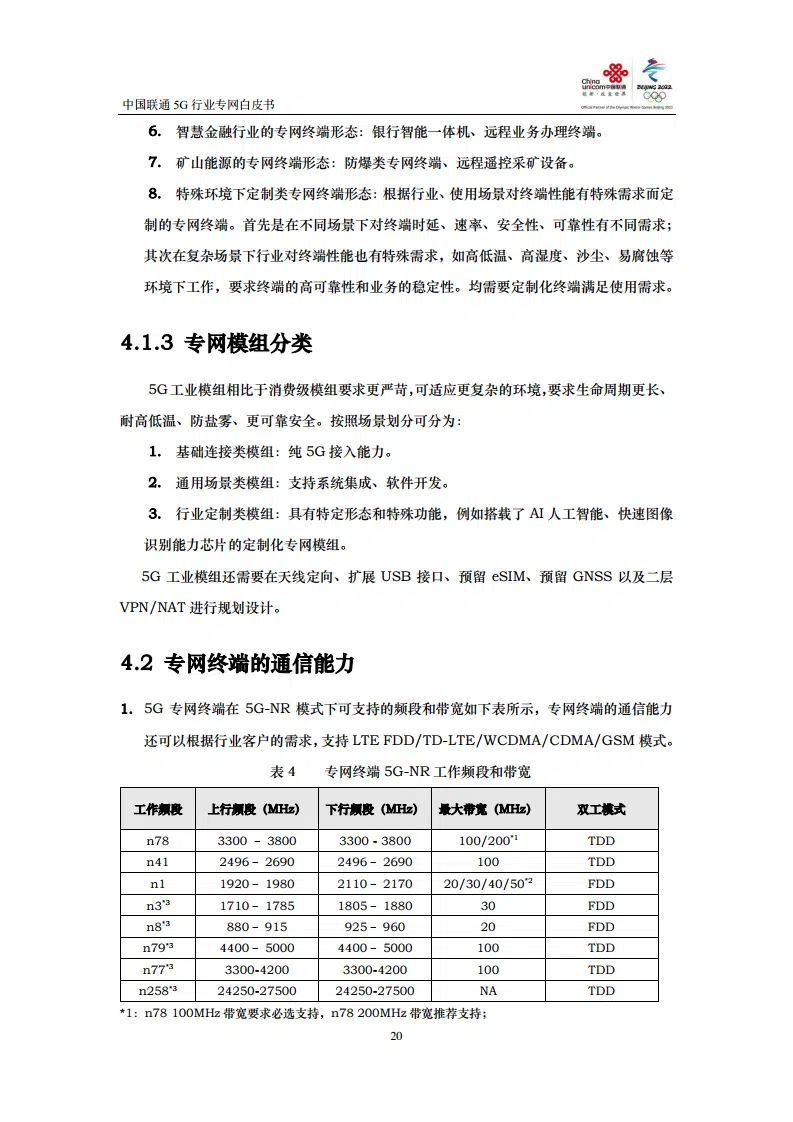 China
unicom中国联通
创新·改变世界
BEIJING 2022
Official Partner of the Olympic Winter Games Beijing 2022
中国联通 5G 行业专网白皮书
6. 智慧金融行业的专网终端形态：银行智能一体机、远程业务办理终端。
7. 矿山能源的专网终端形态：防爆类专网终端、远程遥控采矿设备。
8. 特殊环境下定制类专网终端形态：根据行业、使用场景对终端性能有特殊需求而定
制的专网终端。首先是在不同场景下对终端时延、速率、安全性、可靠性有不同需求；
其次在复杂场景下行业对终端性能也有特殊需求，如高低温、高湿度、沙尘、易腐蚀等
环境下工作，要求终端的高可靠性和业务的稳定性。均需要定制化终端满足使用需求。
4.1.3 专网模组分类
5G 工业模组相比于消费级模组要求更严苛，可适应更复杂的环境，要求生命周期更长、
耐高低温、防盐雾、更可靠安全。按照场景划分可分为：
1. 基础连接类模组：纯 5G 接入能力。
2. 通用场景类模组：支持系统集成、软件开发。
3. 行业定制类模组：具有特定形态和特殊功能，例如搭载了 AI 人工智能、快速图像
识别能力芯片的定制化专网模组。
5G 工业模组还需要在天线定向、扩展 USB 接口、预留 eSIM、预留 GNSS 以及二层
VPN/NAT 进行规划设计。
4.2 专网终端的通信能力
1. 5G 专网终端在 5G-NR 模式下可支持的频段和带宽如下表所示，专网终端的通信能力
还可以根据行业客户的需求，支持 LTE FDD/TD-LTE/WCDMA/CDMA/GSM 模式。
表 4 专网终端 5G-NR 工作频段和带宽
工作频段 上行频段（MHz） 下行频段（MHz） 最大带宽（MHz） 双工模式
n78 3300 – 3800 3300 - 3800 100/200*1 TDD
n41 2496 – 2690 2496 – 2690 100 TDD
n1 1920 – 1980 2110 – 2170 20/30/40/50*2 FDD
n3*3 1710 – 1785 1805 – 1880 30 FDD
n8*3 880 – 915 925 – 960 20 FDD
n79*3 4400 – 5000 4400 – 5000 100 TDD
n77*3 3300-4200 3300-4200 100 TDD
n258*3 24250-27500 24250-27500 NA TDD
*1：n78 100MHz 带宽要求必选支持，n78 200MHz 带宽推荐支持；
20